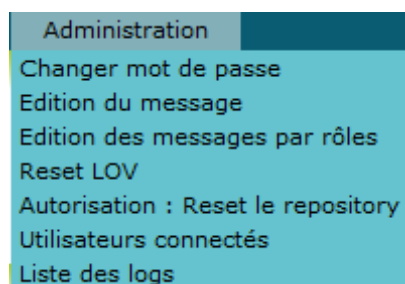 Administration
Changer mot de passe
Edition du message
Edition des messages par rôles
Reset LOV
Autorisation : Reset le repository
Utilisateurs connectés
Liste des logs